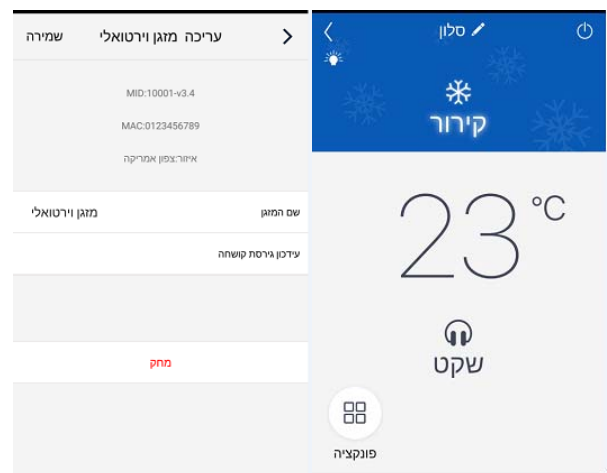 עריכה מזגן וירטואלי שמירה
MID:10001-v3.4
MAC:0123456789
איזור:צפון אמריקה
שם המזגן מזגן וירטואלי
עידכון גירסת קושחה
מחק
סלון
קירור
23°C
שקט
פונקציה